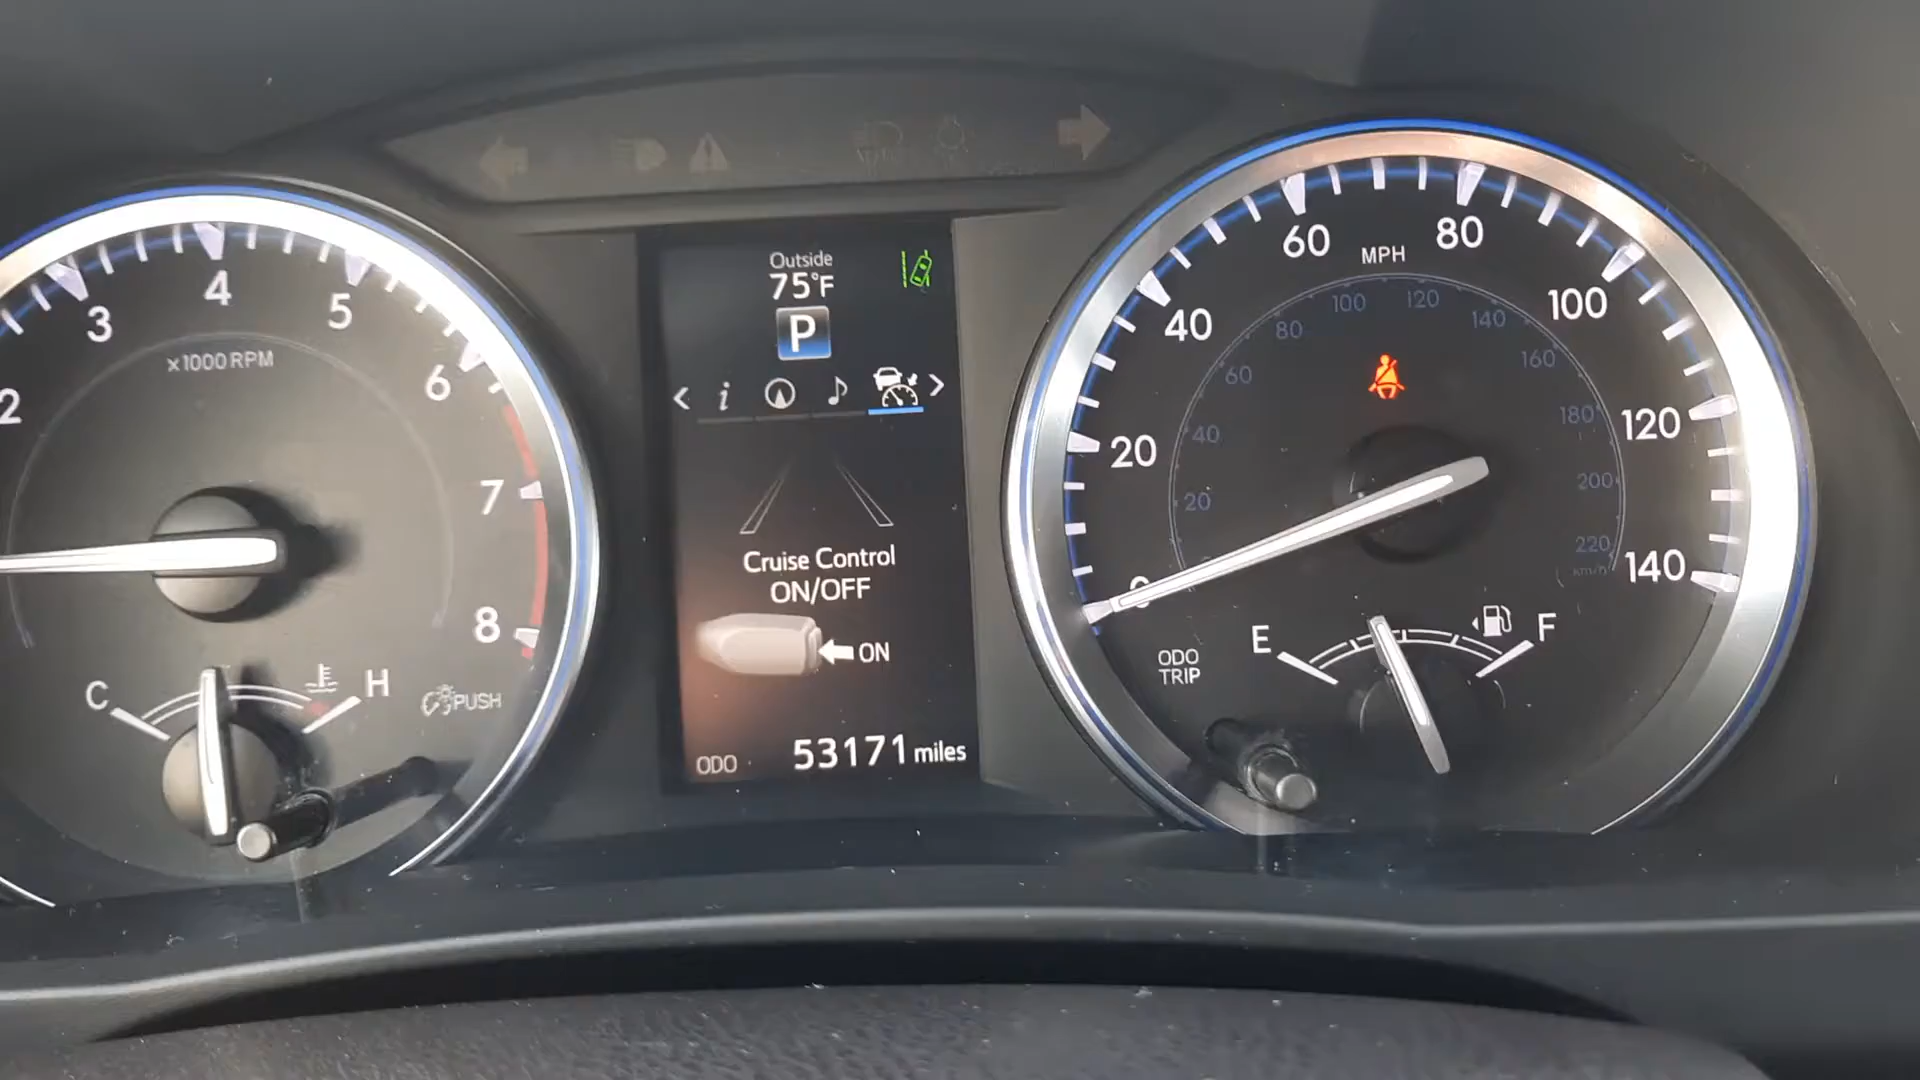 Outside
75°F
P
< i >
2
3
4
5
6
7
8
×1000 RPM
C
H
PUSH
Cruise Control
ON/OFF
ON
ODO
53171 miles
0
20
40
60
80
100
120
140
MPH
20
40
60
80
100
120
140
160
180
200
220
km/h
ODO
TRIP
E
F